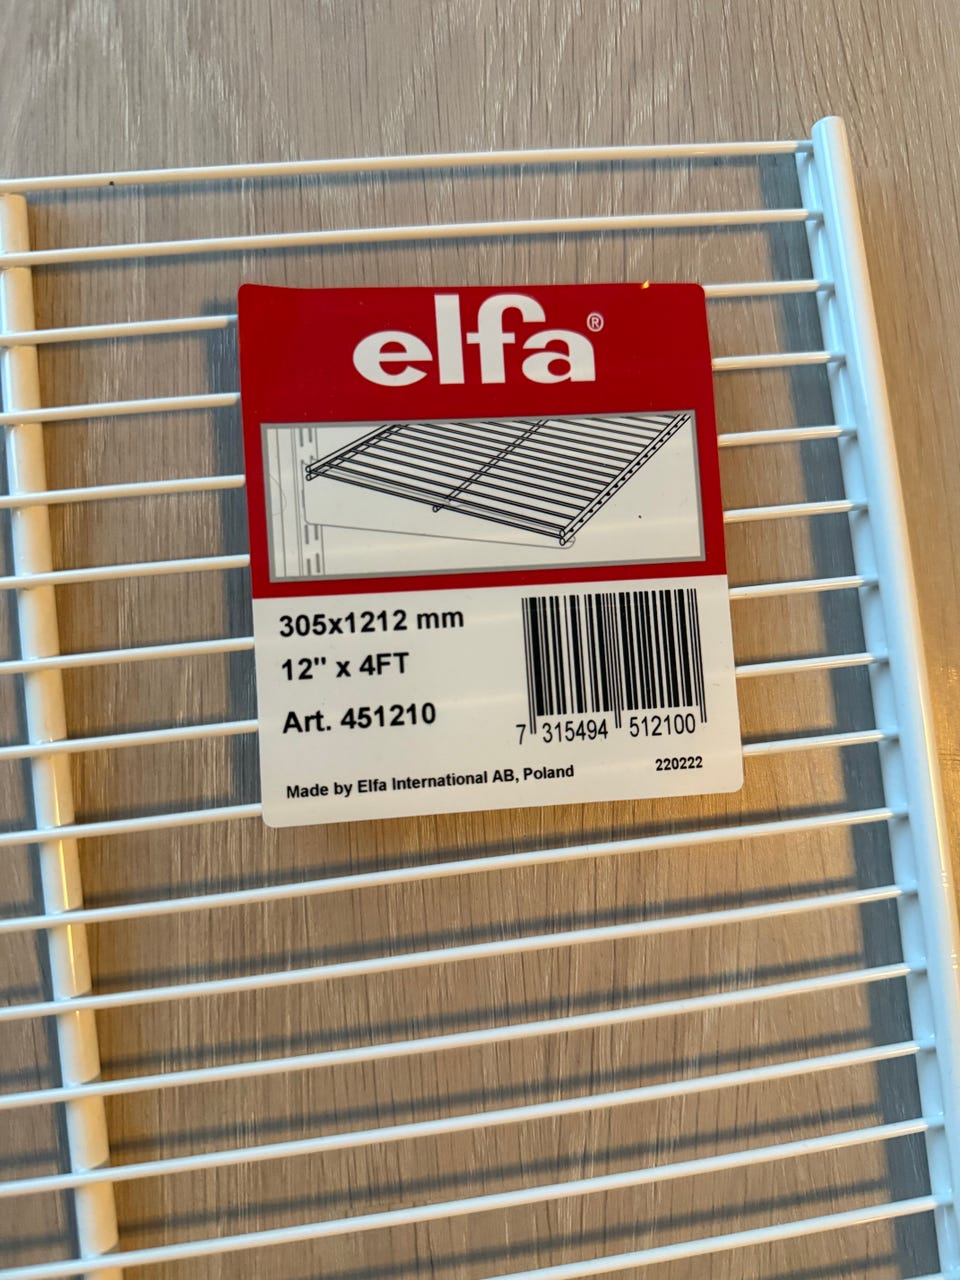 elfa®
305x1212 mm
12" x 4FT
Art. 451210
7 315494 512100
Made by Elfa International AB, Poland
220222